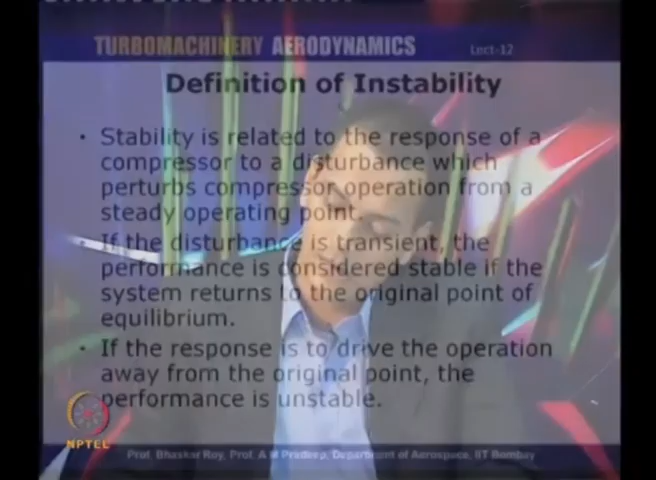 TURBOMACHINERY AERODYNAMICS
Lect-12
Definition of Instability
• Stability is related to the response of a
compressor to a disturbance which
perturbs compressor operation from a
steady operating point.
If the disturbance is transient, the
performance is considered stable if the
system returns to the original point of
equilibrium.
• If the response is to drive the operation
away from the original point, the
performance is unstable.
NPTEL
Prof. Bhaskar Roy, Prof. A M Pradeep, Department of Aerospace, IIT Bombay